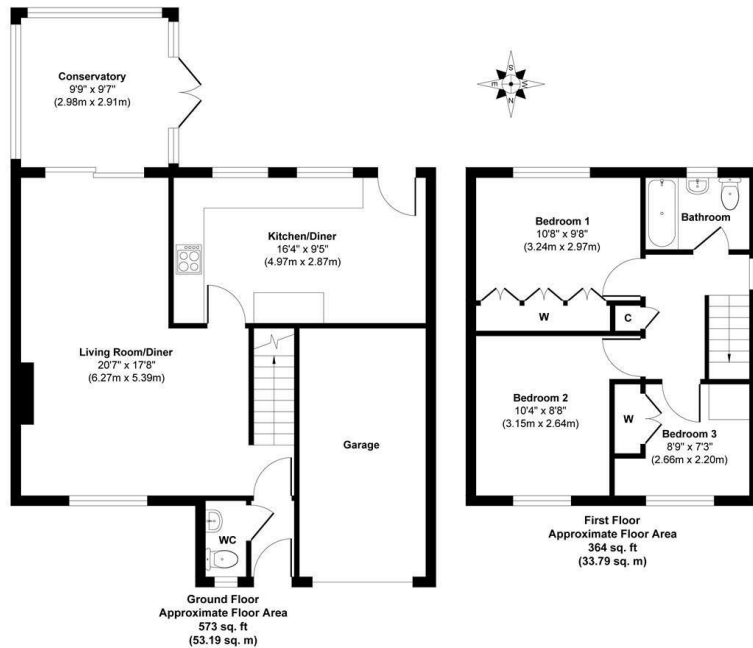 Conservatory
9'9" x 9'7"
(2.98m x 2.91m)
S
E
W
N
Kitchen/Diner
16'4" x 9'5"
(4.97m x 2.87m)
Living Room/Diner
20'7" x 17'8"
(6.27m x 5.39m)
Garage
WC
Ground Floor
Approximate Floor Area
573 sq. ft
(53.19 sq. m)
Bedroom 1
10'8" x 9'8"
(3.24m x 2.97m)
Bathroom
W
C
Bedroom 2
10'4" x 8'8"
(3.15m x 2.64m)
W
Bedroom 3
8'9" x 7'3"
(2.66m x 2.20m)
First Floor
Approximate Floor Area
364 sq. ft
(33.79 sq. m)